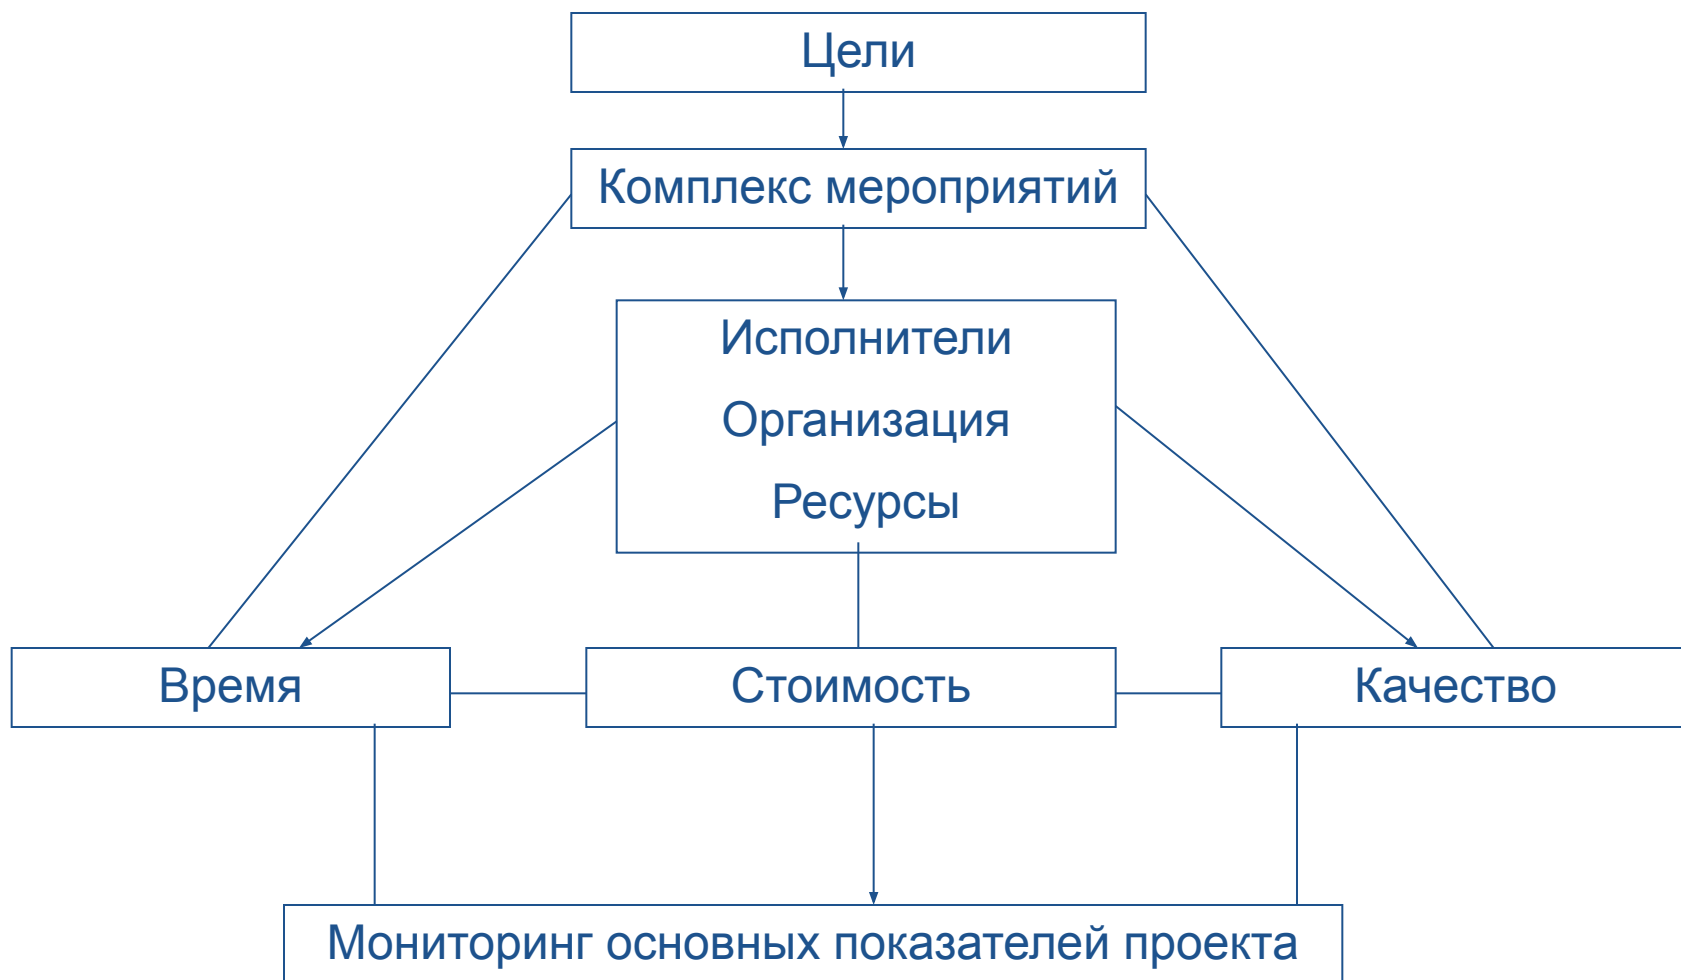 Цели
Комплекс мероприятий
Исполнители
Организация
Ресурсы
Время
Стоимость
Качество
Мониторинг основных показателей проекта